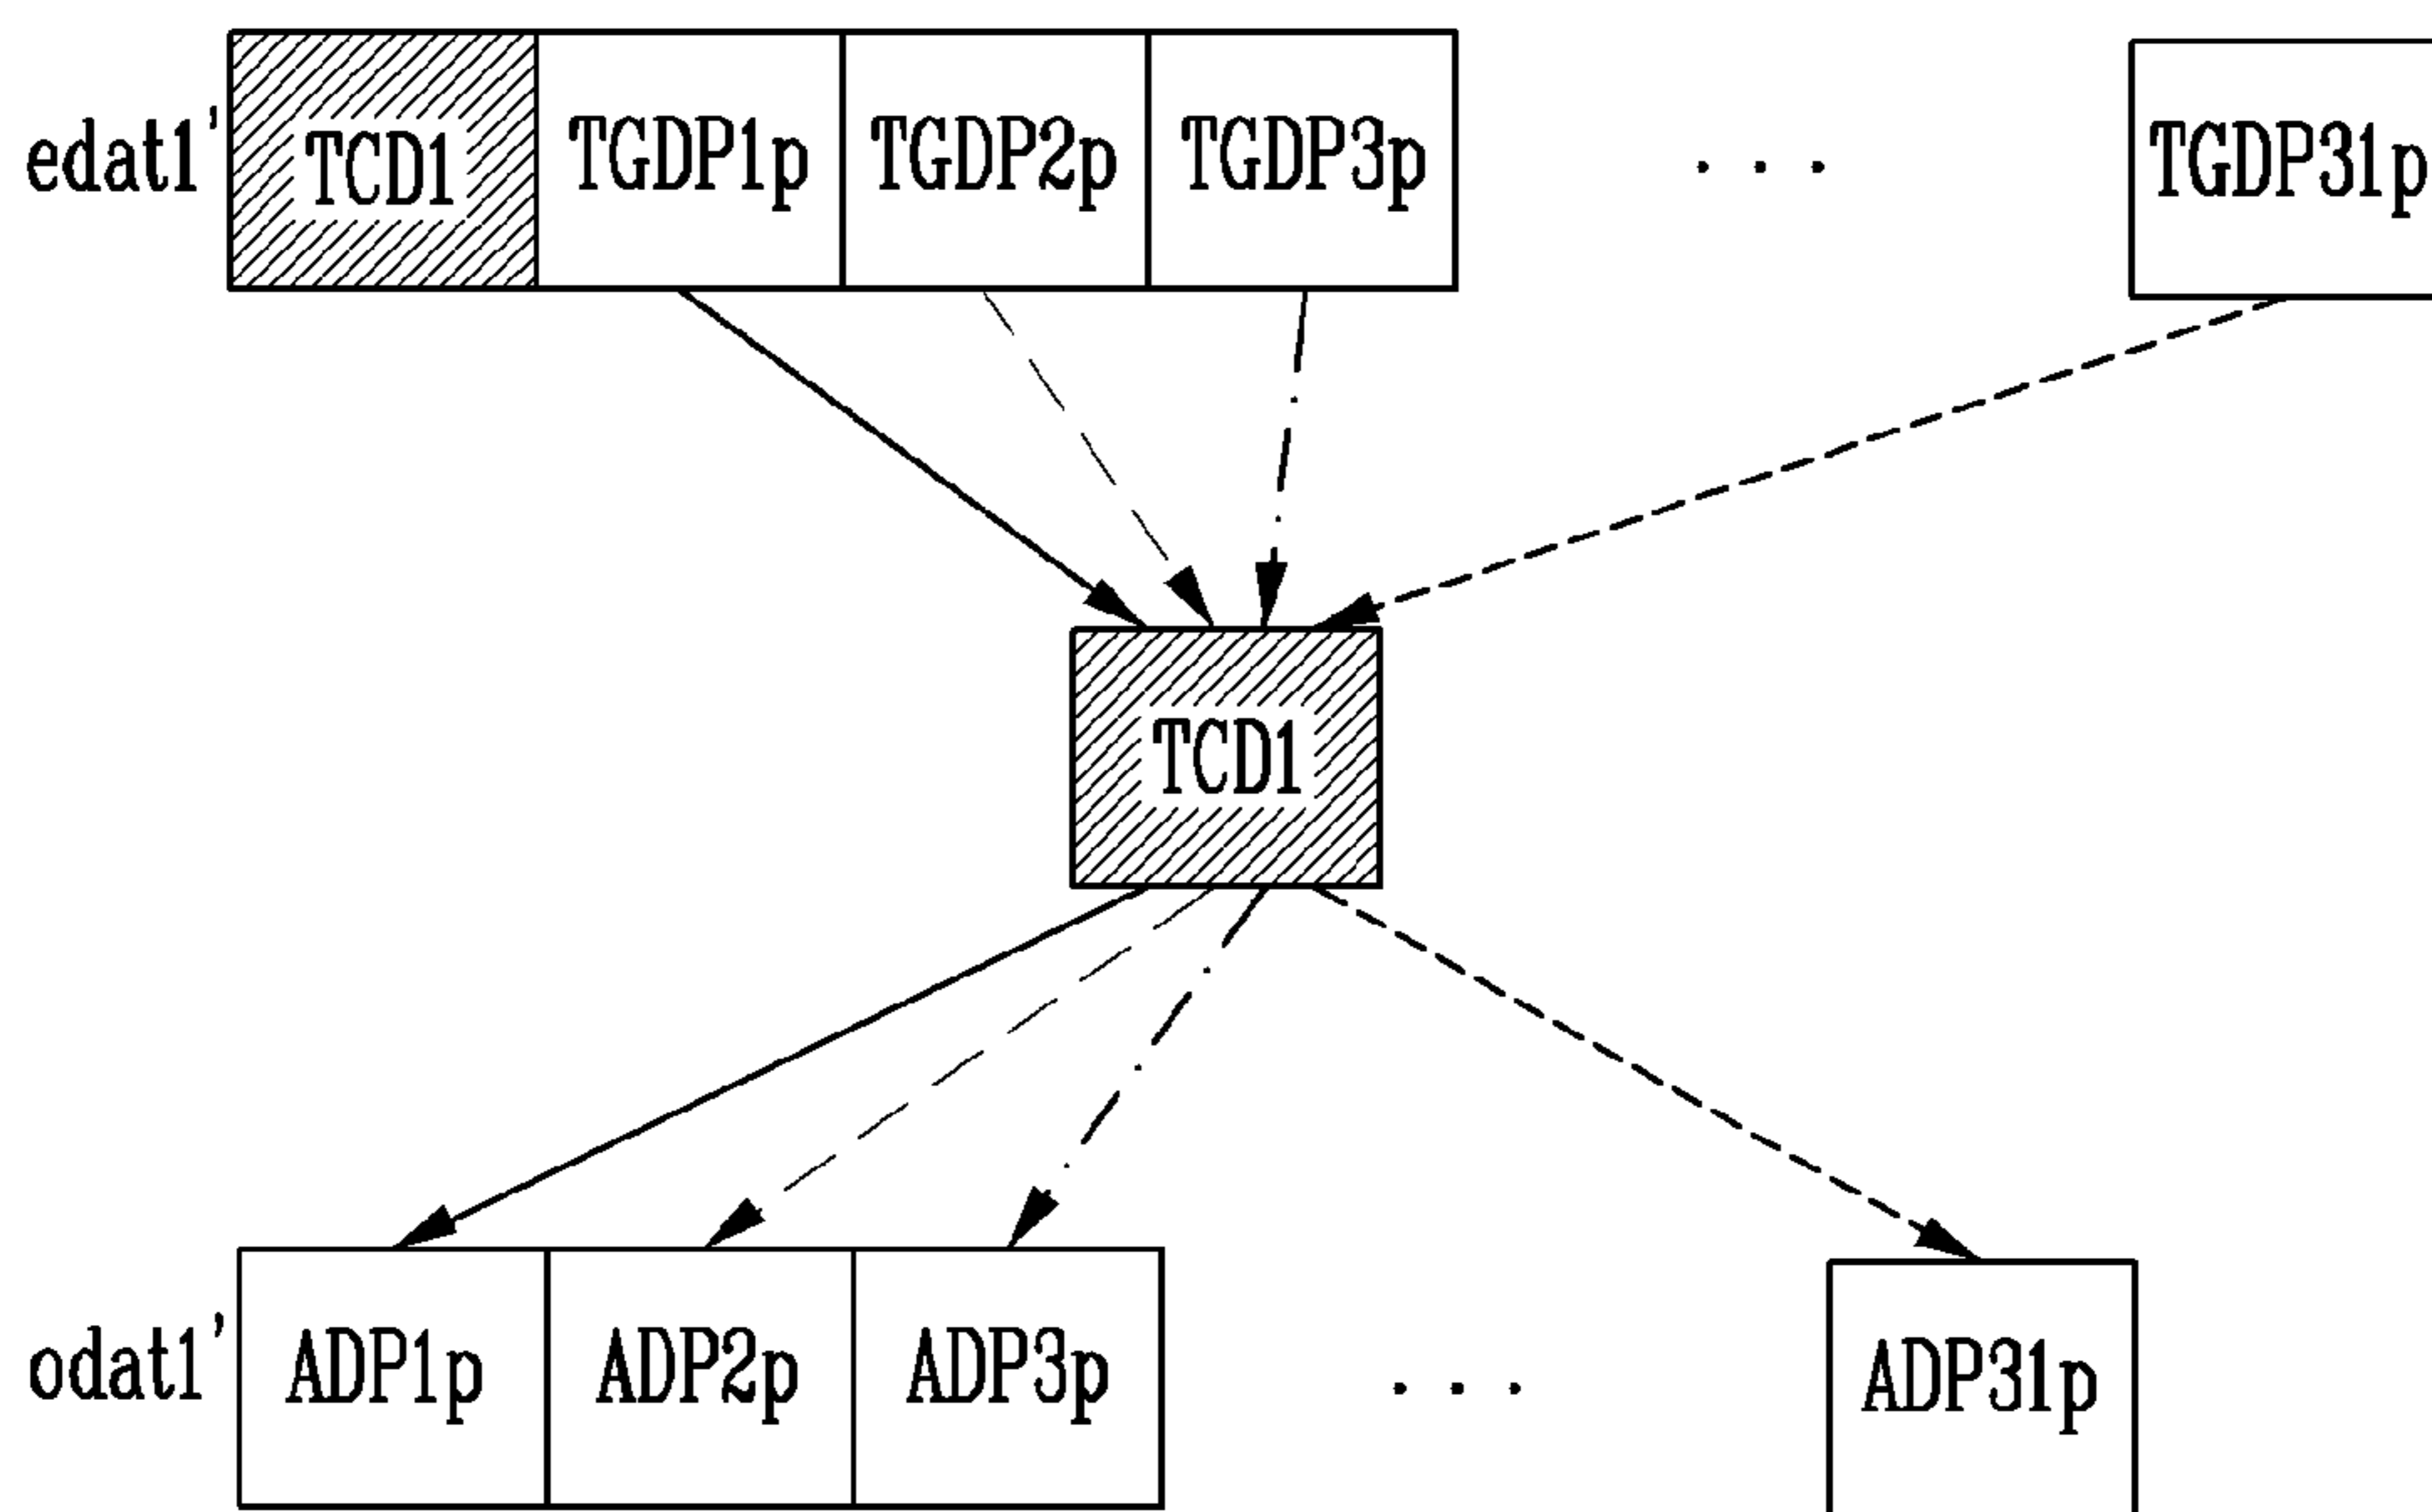 edat1' TCD1 TGDP1p TGDP2p TGDP3p . . . TGDP31p
TCD1
odat1' ADP1p ADP2p ADP3p . . . ADP31p